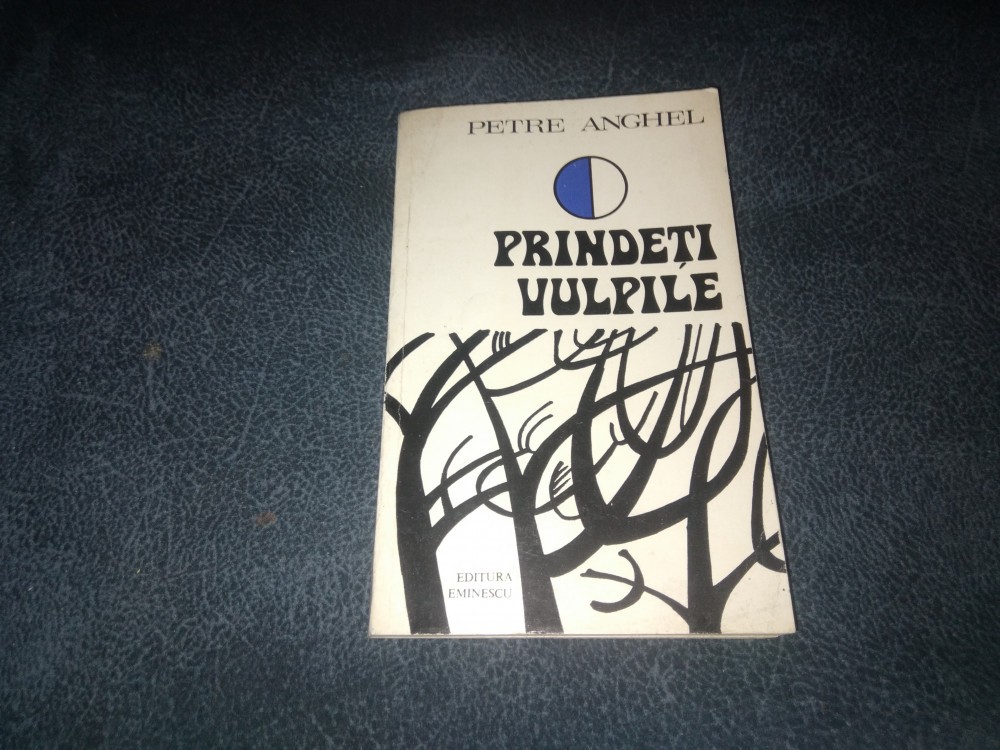 PETRE ANGHEL
PRINDEȚI
VULPILE
EDITURA
EMINESCU